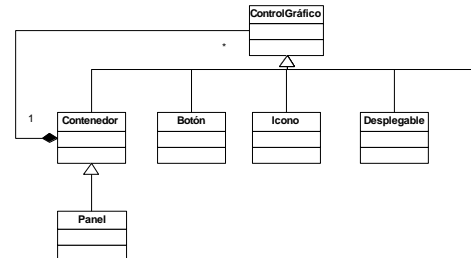 ControlGráfico
*
1
Contenedor
Botón
Icono
Desplegable
Panel